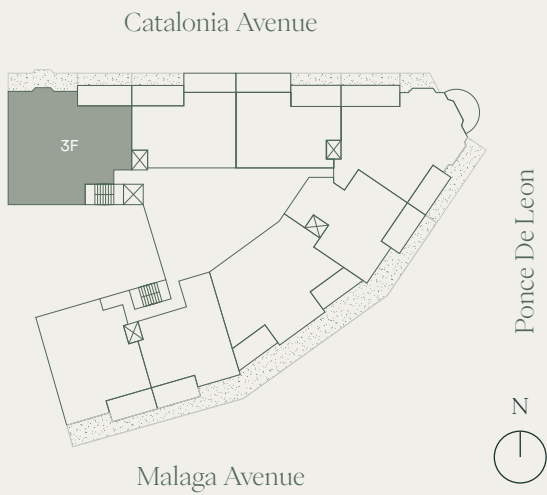 Catalonia Avenue
3F
Ponce De Leon
N
Malaga Avenue